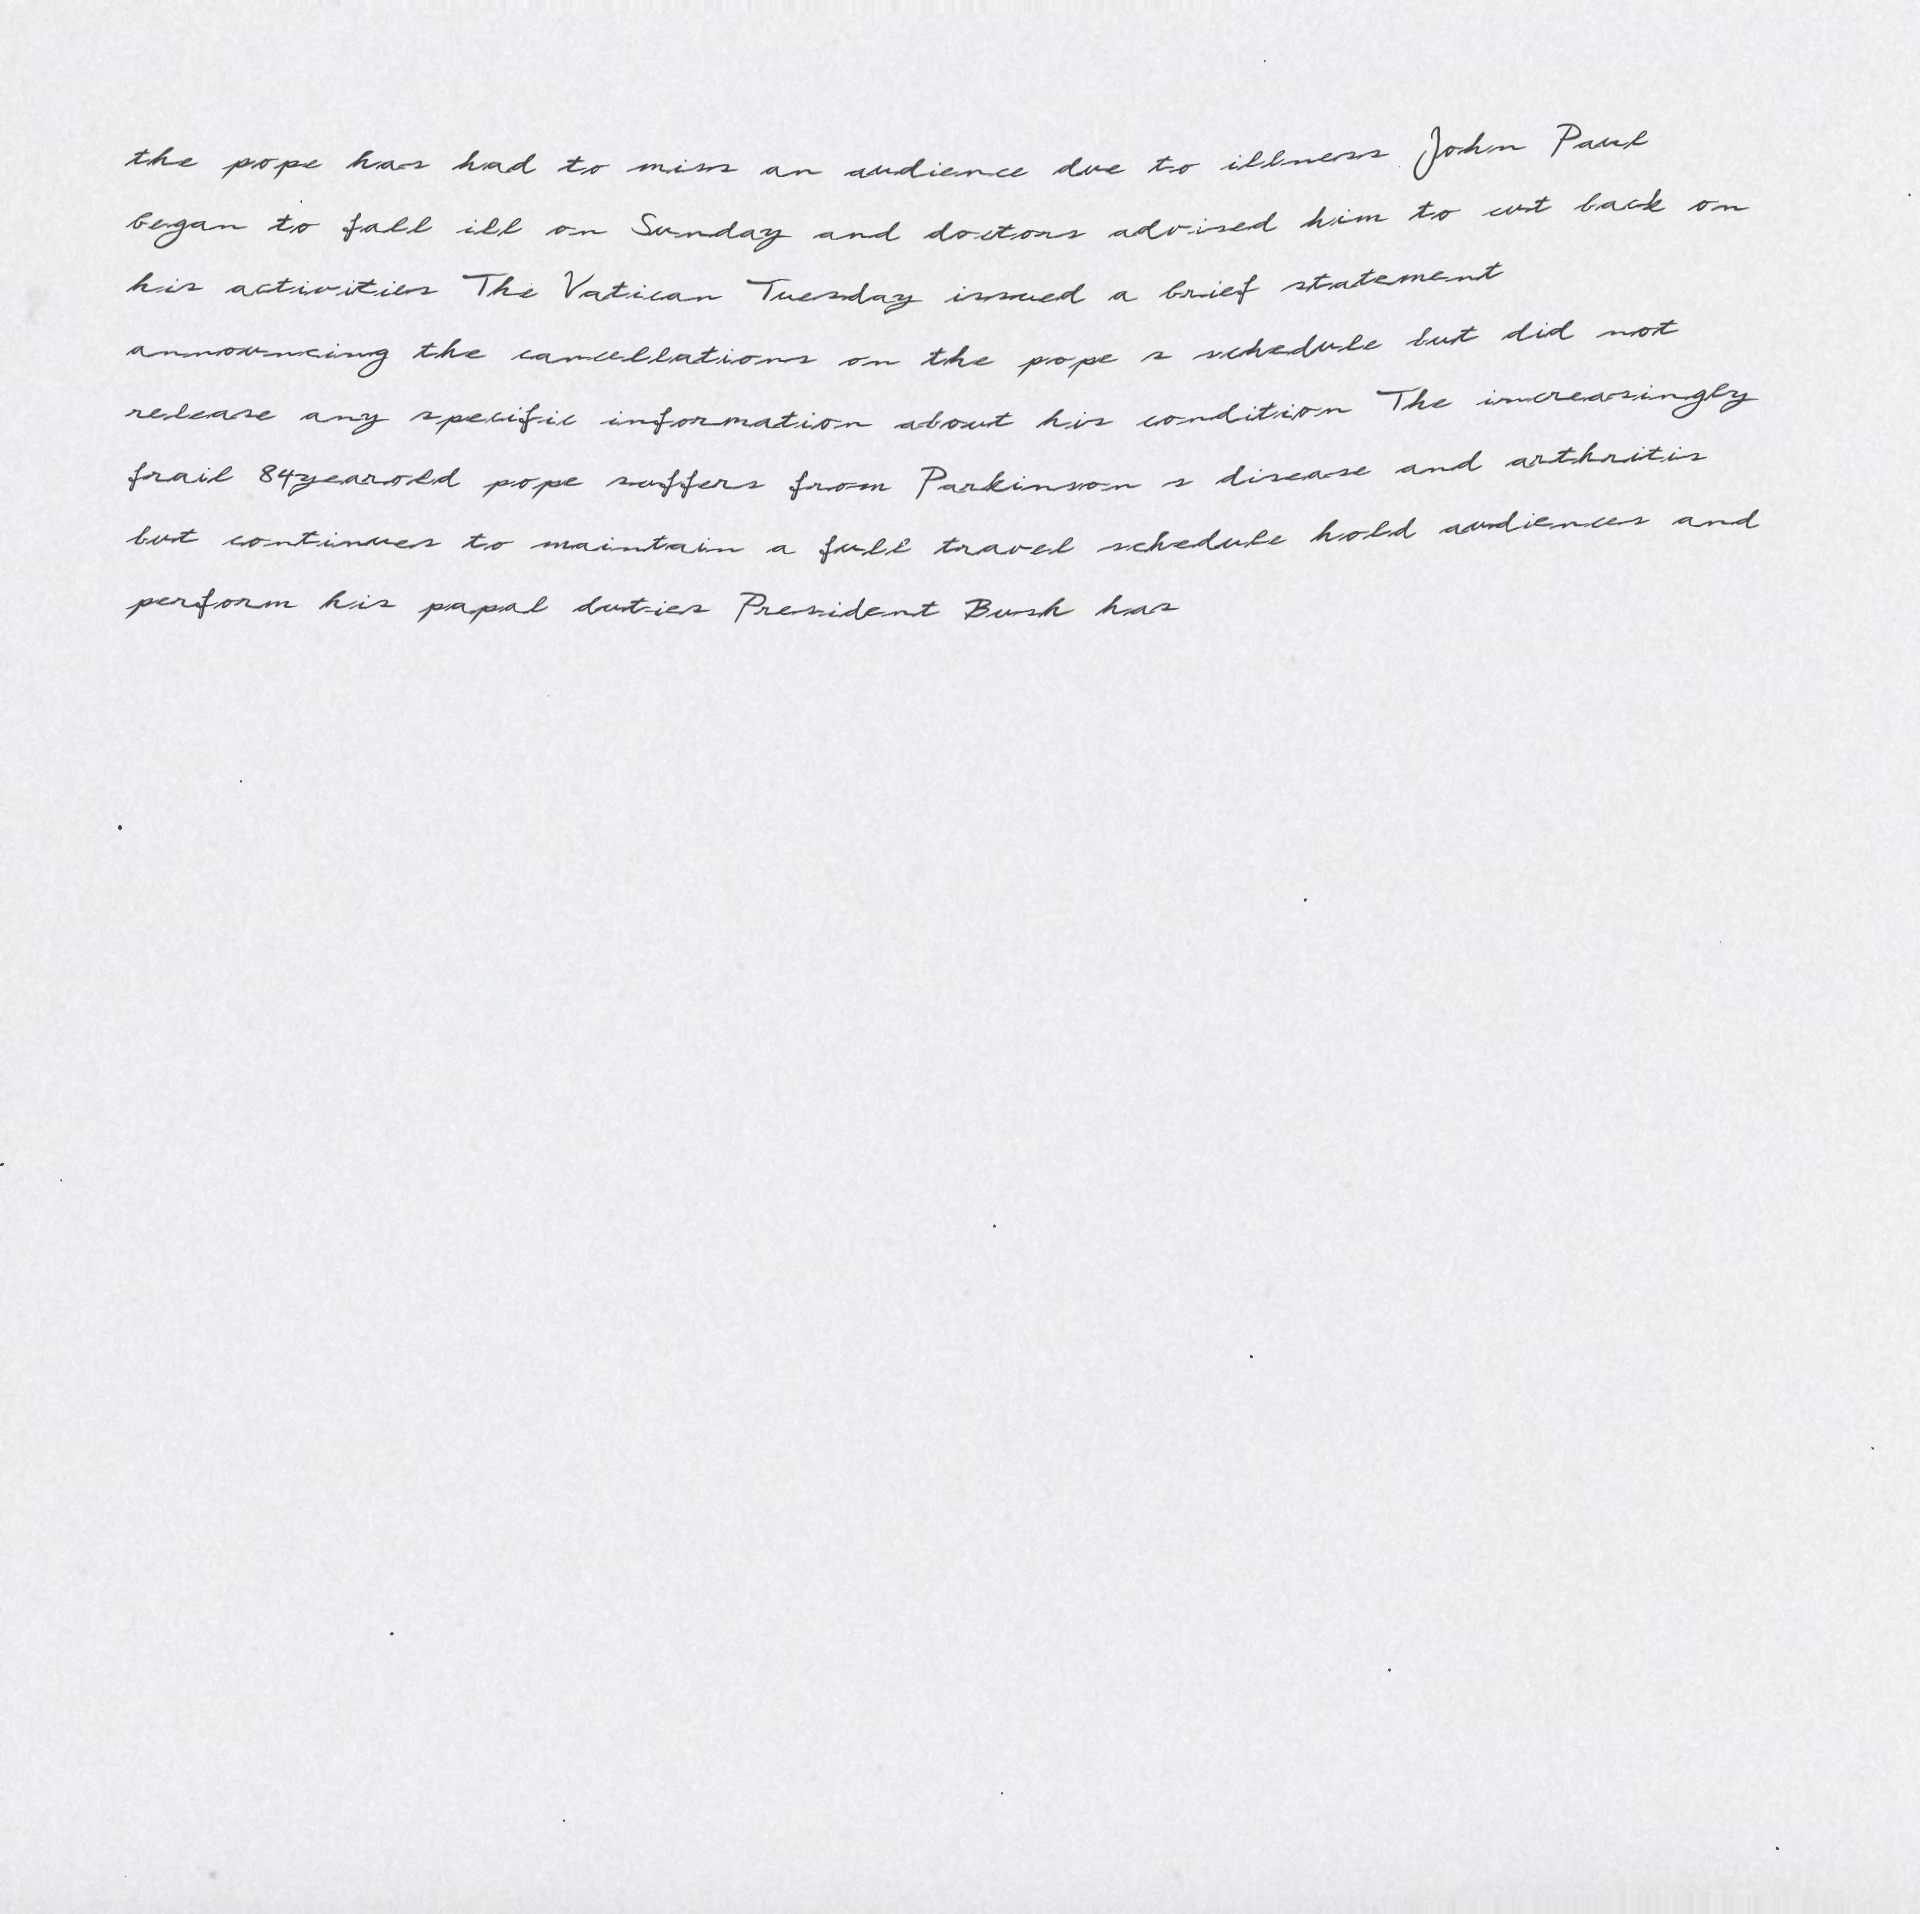 the pope has had to miss an audience due to illness John Paul
began to fall ill on Sunday and doctors advised him to cut back on
his activities The Vatican Tuesday issued a brief statement
announcing the cancellations on the pope s schedule but did not
release any specific information about his condition The increasingly
frail 84yearold pope suffers from Parkinson s disease and arthritis
but continues to maintain a full travel schedule hold audiences and
perform his papal duties President Bush has